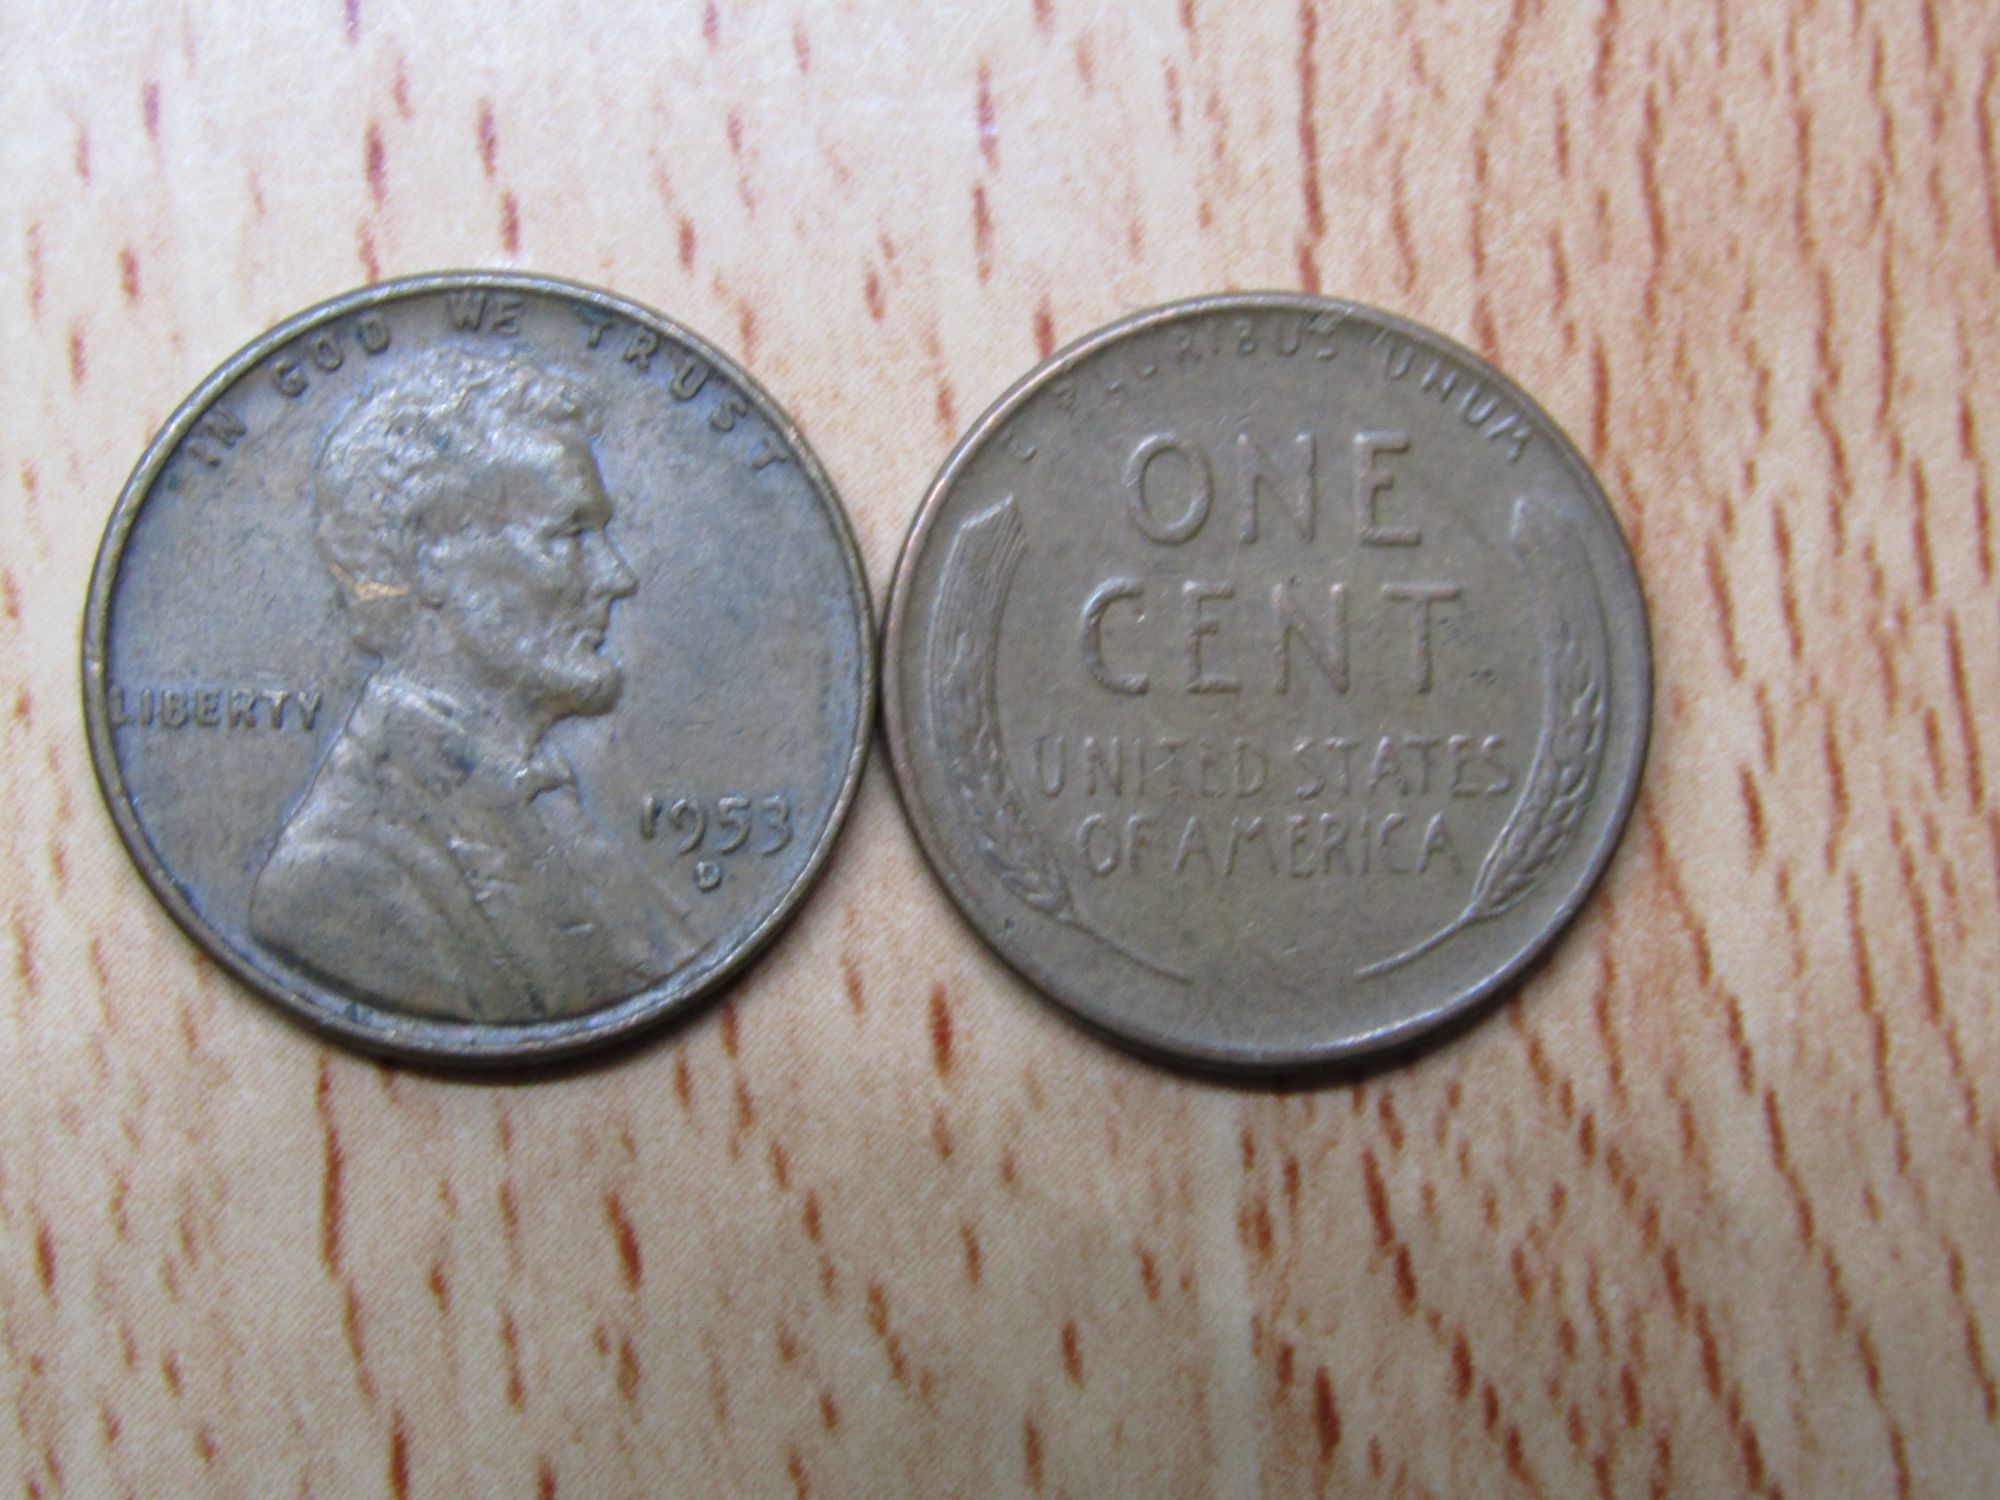 IN GOD WE TRUST
LIBERTY
1953
D
E PLURIBUS UNUM
ONE
CENT
UNITED STATES
OF AMERICA